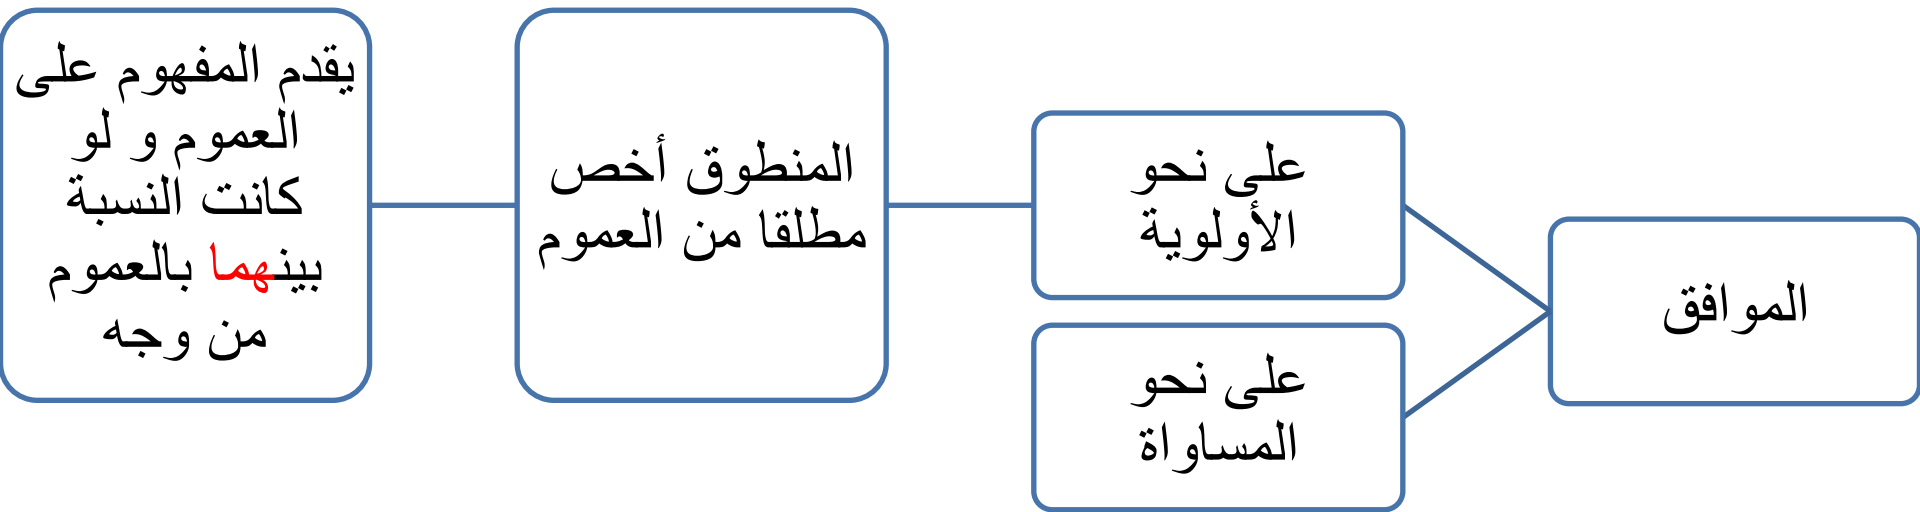 الموافق
على نحو
الأولوية
على نحو
المساواة
المنطوق أخص
مطلقا من العموم
يقدم المفهوم على
العموم و لو
كانت النسبة
بينهما بالعموم
من وجه